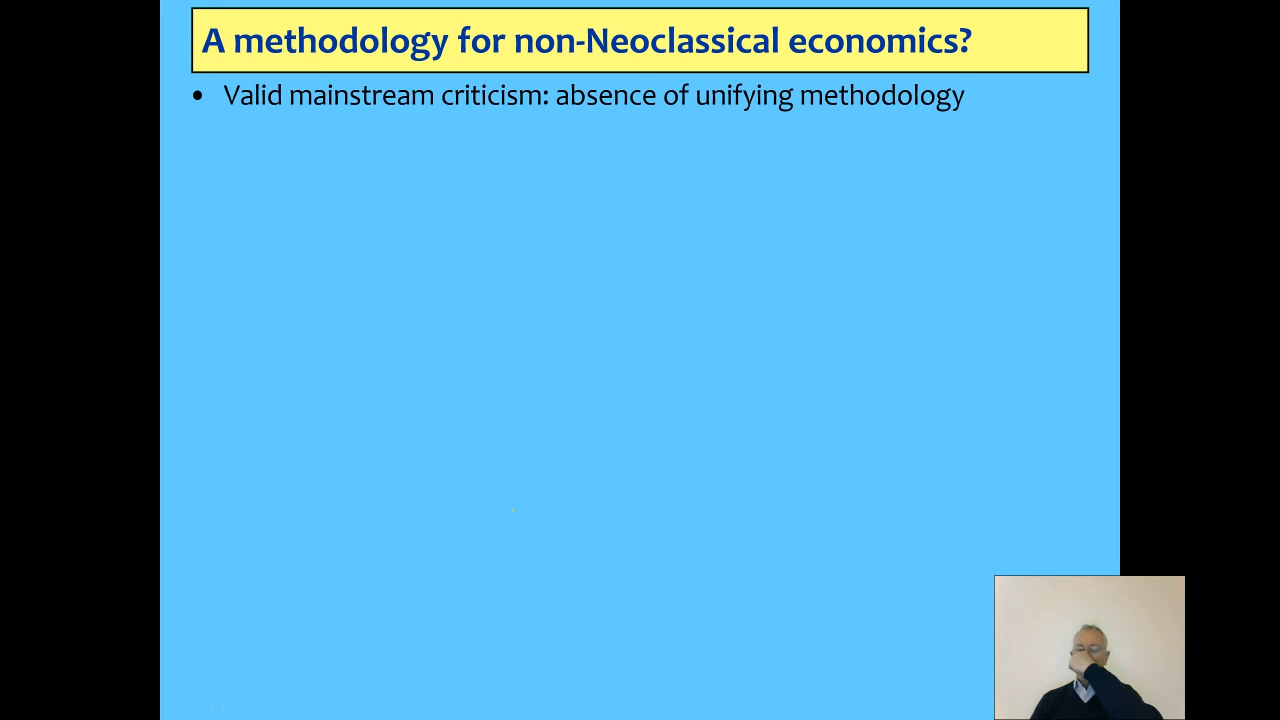 A methodology for non-Neoclassical economics?
• Valid mainstream criticism: absence of unifying methodology